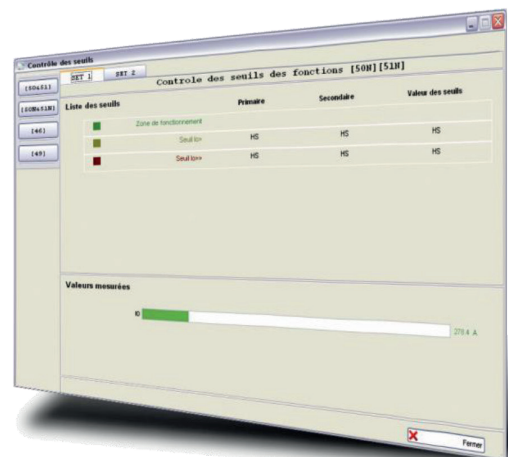 Contrôle des seuils
[50&51]
[50N&51N]
[46]
[49]
SET 1 SET 2
Controle des seuils des fonctions [50N][51N]
Liste des seuils Primaire Secondaire Valeur des seuils
Zone de fonctionnement
Seuil Io> HS HS HS
Seuil Io>> HS HS HS
Valeurs mesurées
I0 279.4 A
Fermer